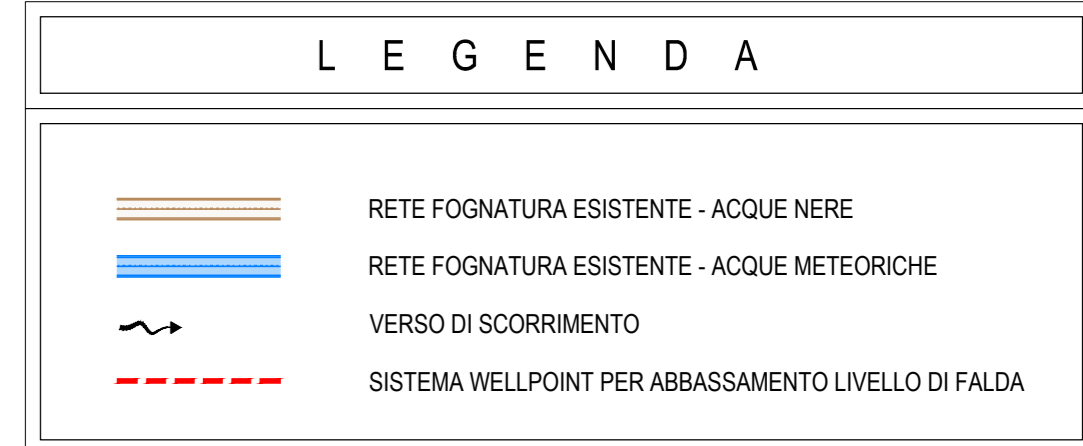 L E G E N D A
RETE FOGNATURA ESISTENTE - ACQUE NERE
RETE FOGNATURA ESISTENTE - ACQUE METEORICHE
VERSO DI SCORRIMENTO
SISTEMA WELLPOINT PER ABBASSAMENTO LIVELLO DI FALDA